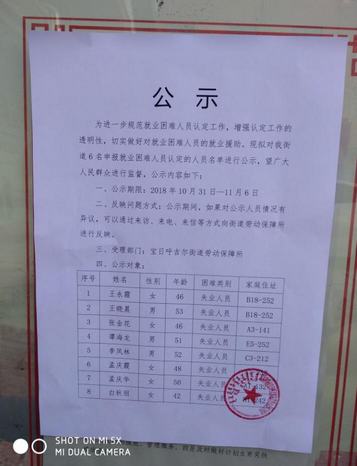 公 示
为进一步规范就业困难人员认定工作，增强认定工作的
透明性，切实做好对就业困难人员的就业援助。现拟对我街
道 6 名申报就业困难人员认定的人员名单进行公示，望广大
人民群众进行监督，公示内容如下：
一、公示期限：2018 年 10 月 31 日—11 月 6 日
二、反映问题方式：公示期间，如果对公示人员情况有
异议，可以通过来访、来电、来信等方式向街道劳动保障所
进行反映。
三、受理部门：宝日呼吉尔街道劳动保障所
四、公示对象：
序号 姓名 性别 年龄 困难类别 家庭住址
1 王永霞 女 46 失业人员 B18-252
2 王晓晨 男 53 失业人员 B18-252
3 张金花 女 46 失业人员 A3-141
4 谭海龙 男 51 失业人员 E5-252
5 李凤林 男 52 失业人员 C3-212
6 孟庆霞 女 48 失业人员
7 孟庆华 女 50 失业人员
8 白秋丽 女 42 失业人员
SHOT ON MI 5X
MI DUAL CAMERA